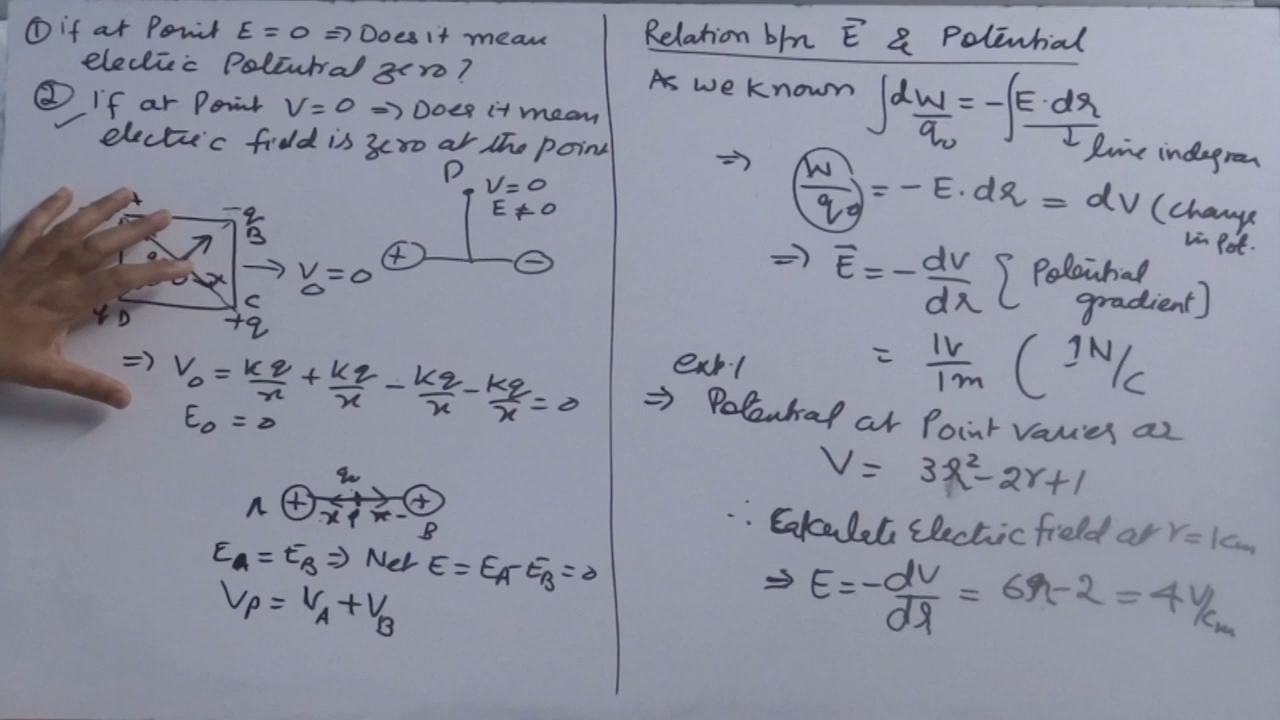 ① if at Point E = 0 ⇒ Does it mean
electric Potential zero?
② ✓ if at Point V = 0 ⇒ Does it mean
electric field is zero at the point
P V = 0
E ≠ 0
+ −
A −q
B
D C
+q
→ V₀ = 0
⇒ V₀ = kq/x + kq/x − kq/x − kq/x = 0
E₀ = 0
q₀
A + + B
x P x
E_A = E_B ⇒ Net E = E_A − E_B = 0
V_P = V_A + V_B
Relation b/n E⃗ & Potential
As we known ∫dW/q₀ = −∫E·dr
↓ line indegran
⇒ W/q₀ = − E·dr = dV (Change
in Pot.
⇒ E⃗ = − dv/dr { Potential
gradient}
= 1V/1m ( 1N/C
exp.1
⇒ Potential at Point varies as
V = 3r² − 2r + 1
∴ Calculate Electric field at r = 1cm
⇒ E = −dV/dr = 6r − 2 = 4 V/cm